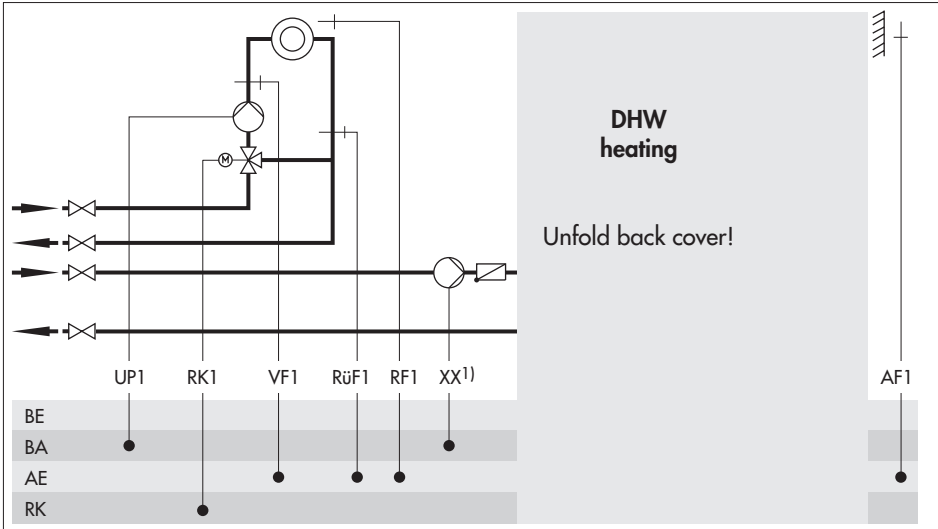 DHW
heating
M
Unfold back cover!
UP1 RK1 VF1 RüF1 RF1 XX1) AF1
BE
BA
AE
RK